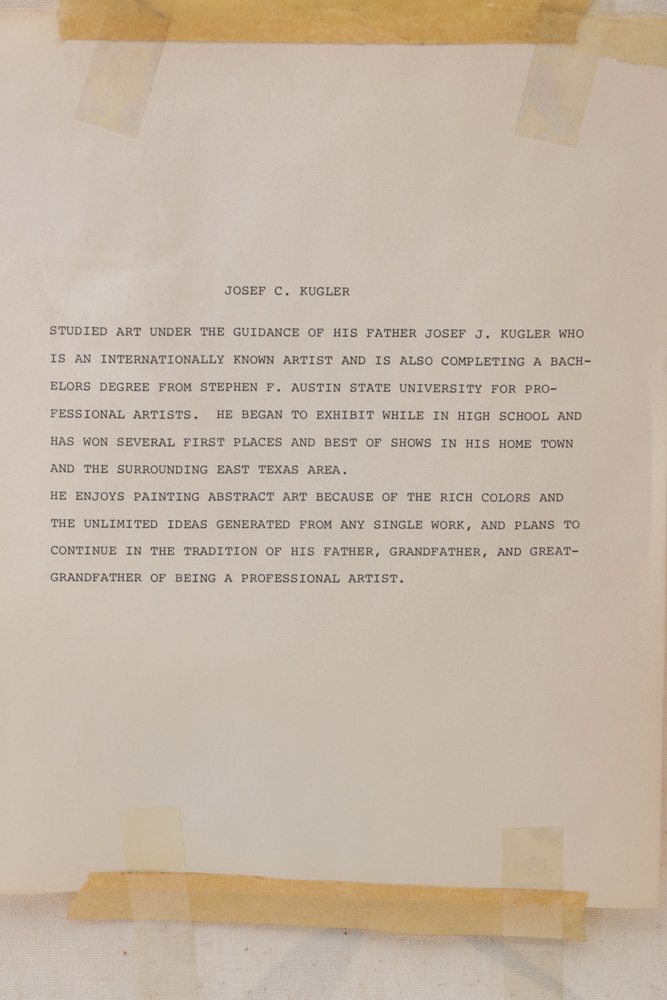 JOSEF C. KUGLER
STUDIED ART UNDER THE GUIDANCE OF HIS FATHER JOSEF J. KUGLER WHO
IS AN INTERNATIONALLY KNOWN ARTIST AND IS ALSO COMPLETING A BACH-
ELORS DEGREE FROM STEPHEN F. AUSTIN STATE UNIVERSITY FOR PRO-
FESSIONAL ARTISTS.  HE BEGAN TO EXHIBIT WHILE IN HIGH SCHOOL AND
HAS WON SEVERAL FIRST PLACES AND BEST OF SHOWS IN HIS HOME TOWN
AND THE SURROUNDING EAST TEXAS AREA.
HE ENJOYS PAINTING ABSTRACT ART BECAUSE OF THE RICH COLORS AND
THE UNLIMITED IDEAS GENERATED FROM ANY SINGLE WORK, AND PLANS TO
CONTINUE IN THE TRADITION OF HIS FATHER, GRANDFATHER, AND GREAT-
GRANDFATHER OF BEING A PROFESSIONAL ARTIST.